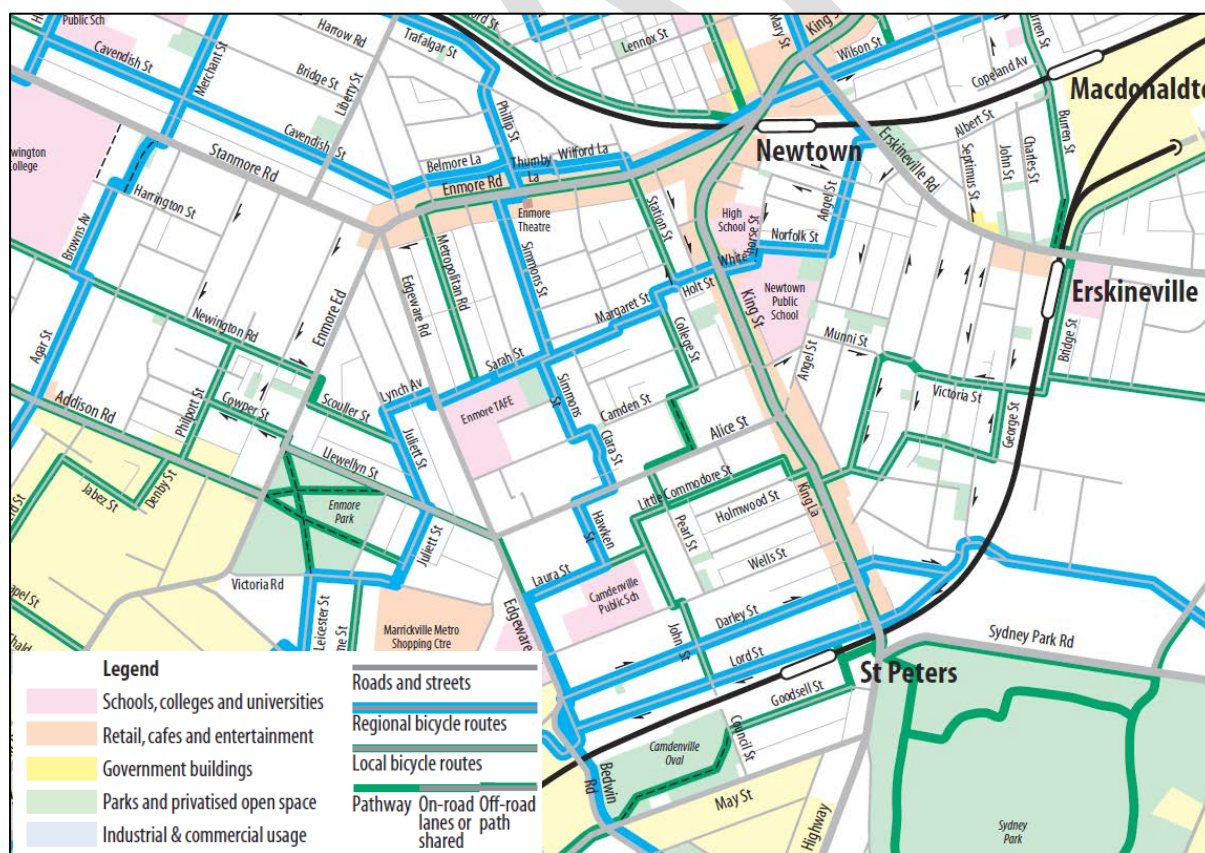 Public Sch
Cavendish St
Harrow Rd
Merchant St
Bridge St
Liberty St
Trafalgar St
Lennox St
Mary St
King St
Wilson St
Copeland Av
Macdonaldto
Burren St
Albert St
Erskineville Rd
Septimus St
John St
Charles St
Newtown
Phillip St
Cavendish St
Stanmore Rd
wington
College
Belmore La
Thumby
La
Wilford La
Enmore Rd
Enmore
Theatre
Harrington St
Browns Av
Metropolitan Rd
Edgeware Rd
Simmons St
Station St
High
School
Angel St
Norfolk St
White
horse St
Holt St
Margaret St
Newtown
Public
School
King St
Erskineville
Bridge St
Newington Rd
Enmore Ed
Agar St
Sarah St
College St
Munni St
Angel St
Victoria St
George St
Lynch Av
Addison Rd
Philpott St
Cowper St
Scouller St
Juliett St
Enmore TAFE
Simmons St
Camden St
Clara St
Alice St
Llewellyn St
Jabez St
Denby St
Enmore
Park
Little Commodore St
King La
Holmwood St
Pearl St
Hawken St
Wells St
Juliett St
Laura St
Victoria Rd
Leicester St
Camdenville
Public Sch
Marrickville Metro
Shopping Ctre
Edgeware
Darley St
John St
Lord St
Sydney Park Rd
St Peters
Goodsell St
Council St
Camdenville
Oval
Bedwin
Rd
May St
Highway
Sydney
Park
Legend
Schools, colleges and universities
Retail, cafes and entertainment
Government buildings
Parks and privatised open space
Industrial & commercial usage
Roads and streets
Regional bicycle routes
Local bicycle routes
Pathway
On-road
lanes or
shared
Off-road
path